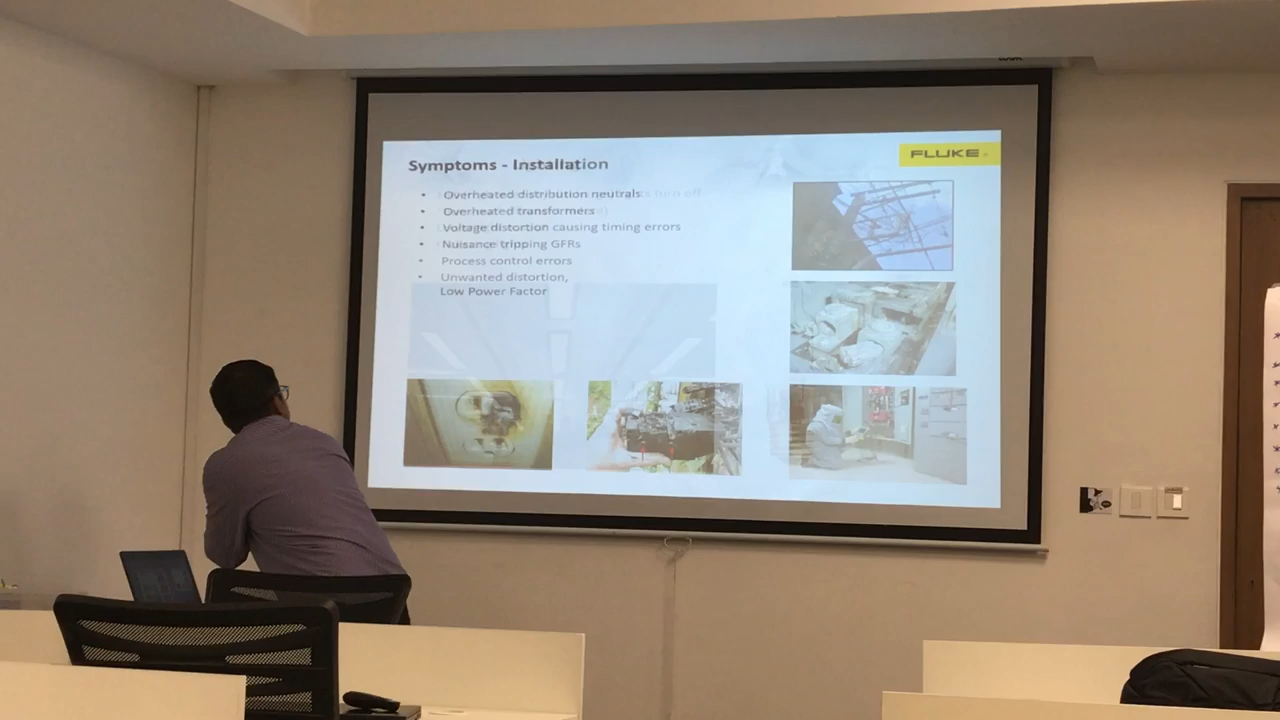 Symptoms - Installation
FLUKE
• Overheated distribution neutrals
• Overheated transformers
• Voltage distortion causing timing errors
• Nuisance tripping GFRs
• Process control errors
• Unwanted distortion,
Low Power Factor